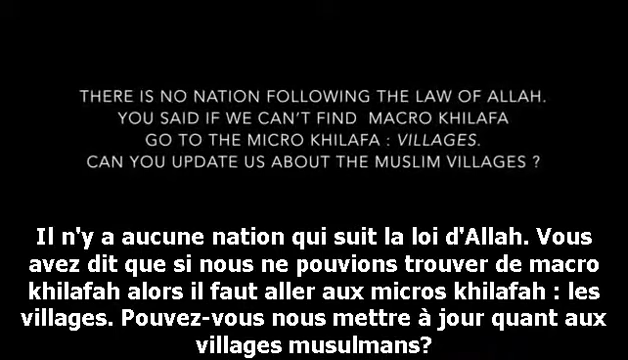 THERE IS NO NATION FOLLOWING THE LAW OF ALLAH.
YOU SAID IF WE CAN'T FIND MACRO KHILAFA
GO TO THE MICRO KHILAFA : VILLAGES.
CAN YOU UPDATE US ABOUT THE MUSLIM VILLAGES ?
Il n'y a aucune nation qui suit la loi d'Allah. Vous
avez dit que si nous ne pouvions trouver de macro
khilafah alors il faut aller aux micros khilafah : les
villages. Pouvez-vous nous mettre à jour quant aux
villages musulmans?